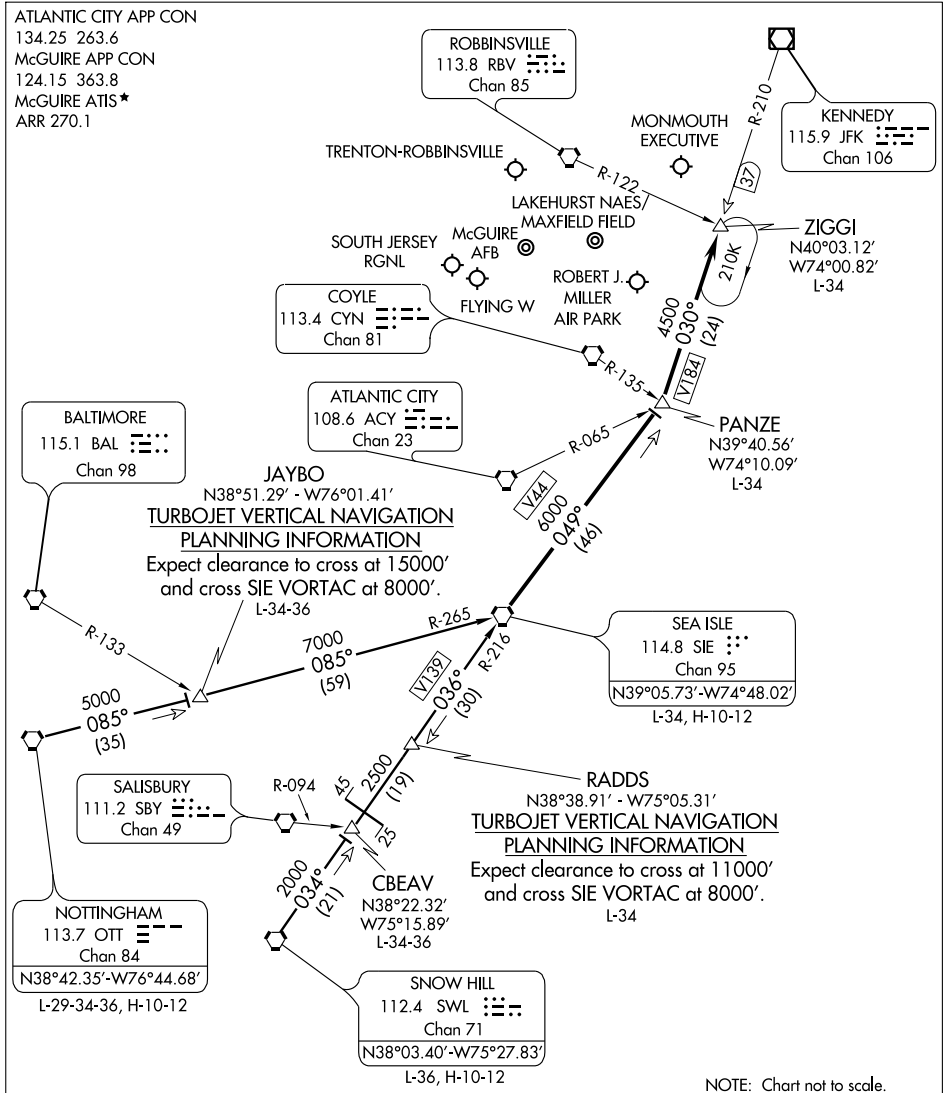 ATLANTIC CITY APP CON
134.25 263.6
McGUIRE APP CON
124.15 363.8
McGUIRE ATIS★
ARR 270.1
ROBBINSVILLE
113.8 RBV
Chan 85
R-210
KENNEDY
115.9 JFK
Chan 106
MONMOUTH
EXECUTIVE
TRENTON-ROBBINSVILLE
R-122
37
LAKEHURST NAES/
MAXFIELD FIELD
McGUIRE
AFB
SOUTH JERSEY
RGNL
FLYING W
ROBERT J.
MILLER
AIR PARK
210K
ZIGGI
N40°03.12'
W74°00.82'
L-34
COYLE
113.4 CYN
Chan 81
4500
030°
(24)
V184
R-135
ATLANTIC CITY
108.6 ACY
Chan 23
R-065
PANZE
N39°40.56'
W74°10.09'
L-34
BALTIMORE
115.1 BAL
Chan 98
V44
6000
049°
(46)
JAYBO
N38°51.29' - W76°01.41'
TURBOJET VERTICAL NAVIGATION
PLANNING INFORMATION
Expect clearance to cross at 15000'
and cross SIE VORTAC at 8000'.
L-34-36
R-133
R-265
7000
085°
(59)
R-216
SEA ISLE
114.8 SIE
Chan 95
N39°05.73'-W74°48.02'
L-34, H-10-12
5000
085°
(35)
V139
036°
(30)
SALISBURY
111.2 SBY
Chan 49
R-094
45
2500
(19)
25
RADDS
N38°38.91' - W75°05.31'
TURBOJET VERTICAL NAVIGATION
PLANNING INFORMATION
Expect clearance to cross at 11000'
and cross SIE VORTAC at 8000'.
L-34
2000
034°
(21)
CBEAV
N38°22.32'
W75°15.89'
L-34-36
NOTTINGHAM
113.7 OTT
Chan 84
N38°42.35'-W76°44.68'
L-29-34-36, H-10-12
SNOW HILL
112.4 SWL
Chan 71
N38°03.40'-W75°27.83'
L-36, H-10-12
NOTE: Chart not to scale.